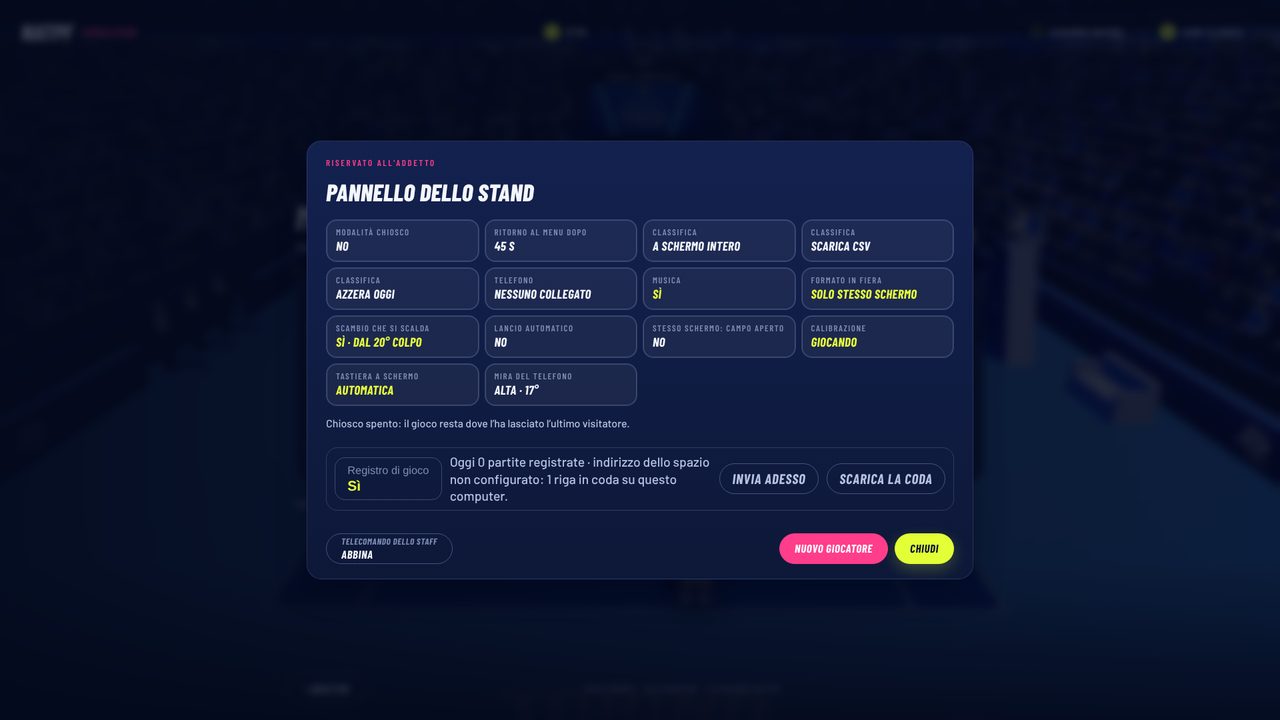 RISERVATO ALL'ADDETTO
PANNELLO DELLO STAND
MODALITÀ CHIOSCO
NO
RITORNO AL MENU DOPO
45 S
CLASSIFICA
A SCHERMO INTERO
CLASSIFICA
SCARICA CSV
CLASSIFICA
AZZERA OGGI
TELEFONO
NESSUNO COLLEGATO
MUSICA
SÌ
FORMATO IN FIERA
SOLO STESSO SCHERMO
SCAMBIO CHE SI SCALDA
SÌ · DAL 20° COLPO
LANCIO AUTOMATICO
NO
STESSO SCHERMO: CAMPO APERTO
NO
CALIBRAZIONE
GIOCANDO
TASTIERA A SCHERMO
AUTOMATICA
MIRA DEL TELEFONO
ALTA · 17°
Chiosco spento: il gioco resta dove l'ha lasciato l'ultimo visitatore.
Registro di gioco
Sì
Oggi 0 partite registrate · indirizzo dello spazio
non configurato: 1 riga in coda su questo
computer.
INVIA ADESSO
SCARICA LA CODA
TELECOMANDO DELLO STAFF
ABBINA
NUOVO GIOCATORE
CHIUDI